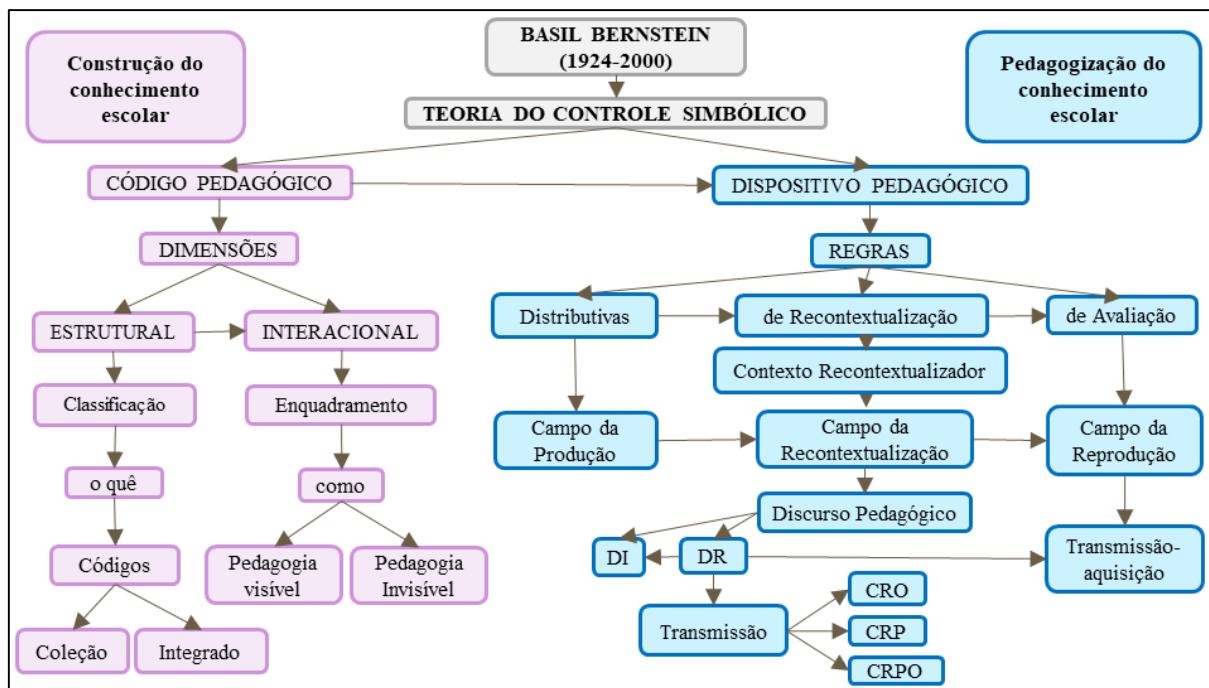 BASIL BERNSTEIN
(1924-2000)
Construção do
conhecimento
escolar
Pedagogização do
conhecimento
escolar
TEORIA DO CONTROLE SIMBÓLICO
CÓDIGO PEDAGÓGICO
DISPOSITIVO PEDAGÓGICO
DIMENSÕES
REGRAS
ESTRUTURAL
INTERACIONAL
Distributivas
de Recontextualização
de Avaliação
Contexto Recontextualizador
Classificação
Enquadramento
Campo da
Produção
Campo da
Recontextualização
Campo da
Reprodução
o quê
como
Discurso Pedagógico
Códigos
Pedagogia
visível
Pedagogia
Invisível
DI
DR
Transmissão-
aquisição
Coleção
Integrado
Transmissão
CRO
CRP
CRPO